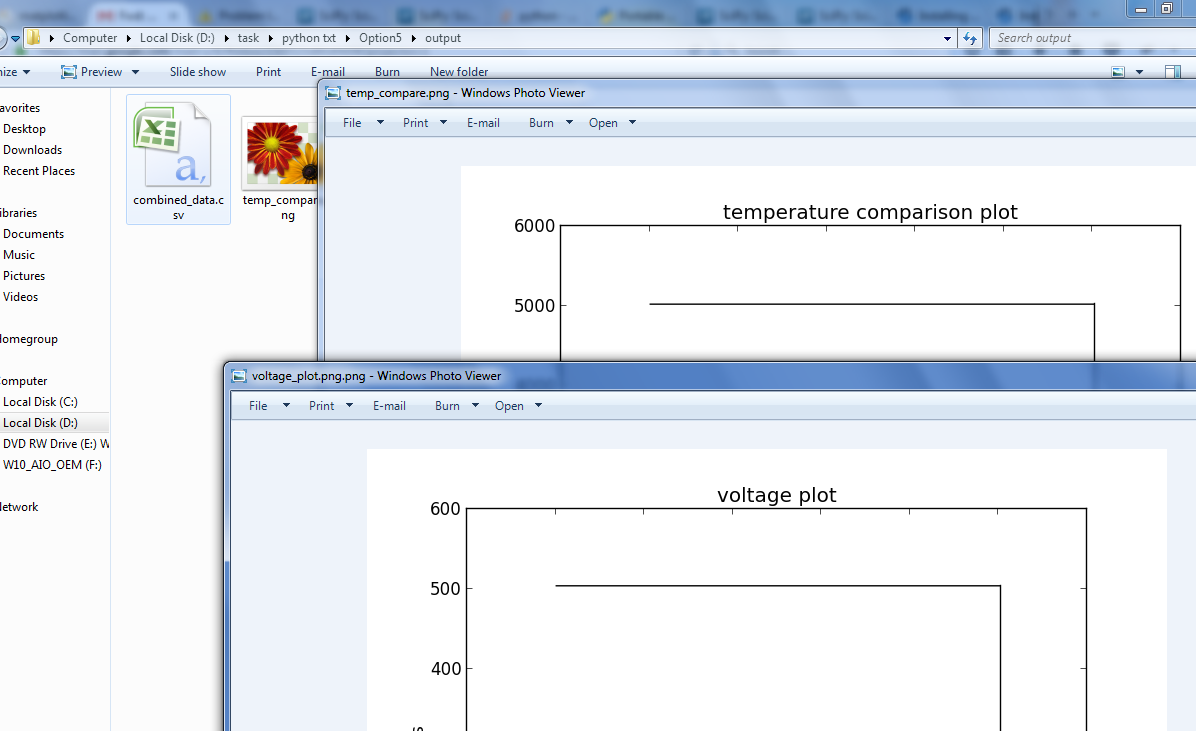 Computer Local Disk (D:) task python txt Option5 output
Search output
nize Preview Slide show Print E-mail Burn New folder
avorites
Desktop
Downloads
Recent Places
ibraries
Documents
Music
Pictures
Videos
Homegroup
omputer
Local Disk (C:)
Local Disk (D:)
DVD RW Drive (E:) W
W10_AIO_OEM (F:)
letwork
combined_data.c
sv
temp_compar
ng
temp_compare.png - Windows Photo Viewer
File Print E-mail Burn Open
temperature comparison plot
6000
5000
voltage_plot.png.png - Windows Photo Viewer
File Print E-mail Burn Open
voltage plot
600
500
400